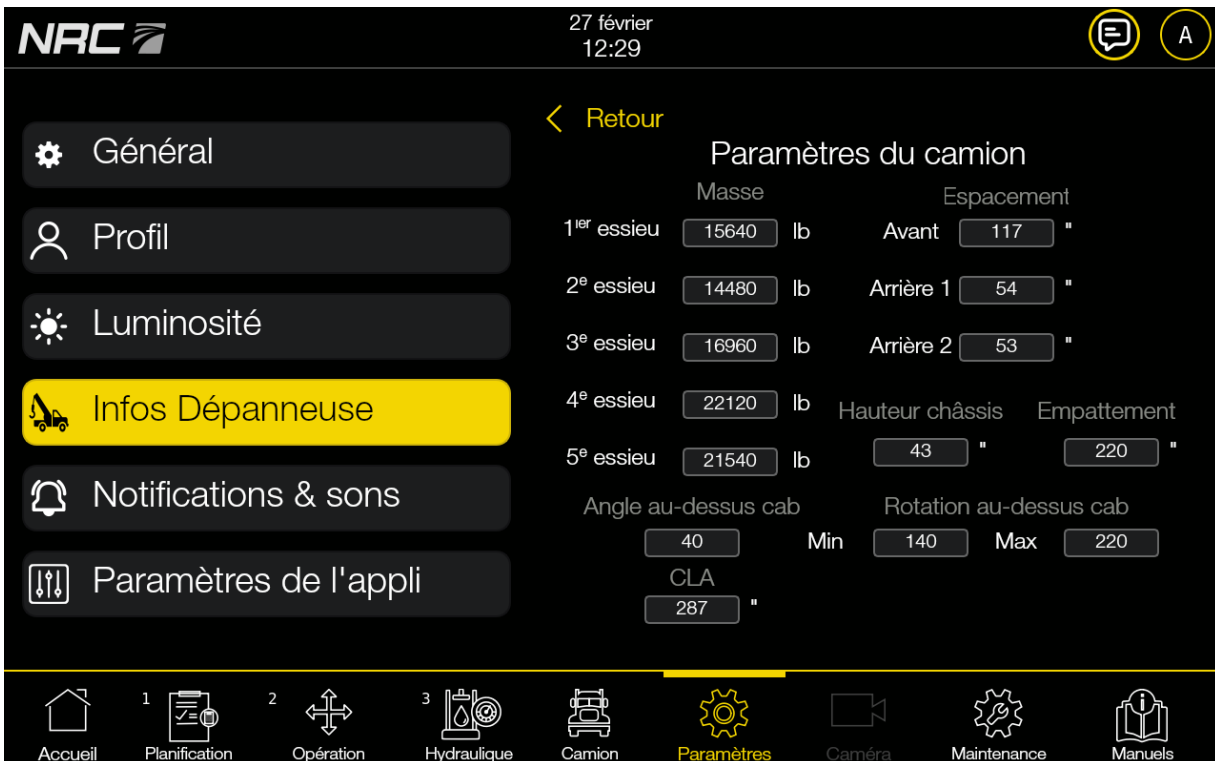 NRC
27 février
12:29
A
Général
Profil
Luminosité
Infos Dépanneuse
Notifications & sons
Paramètres de l'appli
Retour
Paramètres du camion
Masse Espacement
1ier essieu 15640 lb Avant 117 "
2e essieu 14480 lb Arrière 1 54 "
3e essieu 16960 lb Arrière 2 53 "
4e essieu 22120 lb
Hauteur châssis Empattement
5e essieu 21540 lb 43 " 220 "
Angle au-dessus cab Rotation au-dessus cab
40 Min 140 Max 220
CLA
287 "
1 2 3
Accueil Planification Opération Hydraulique Camion Paramètres Caméra Maintenance Manuels